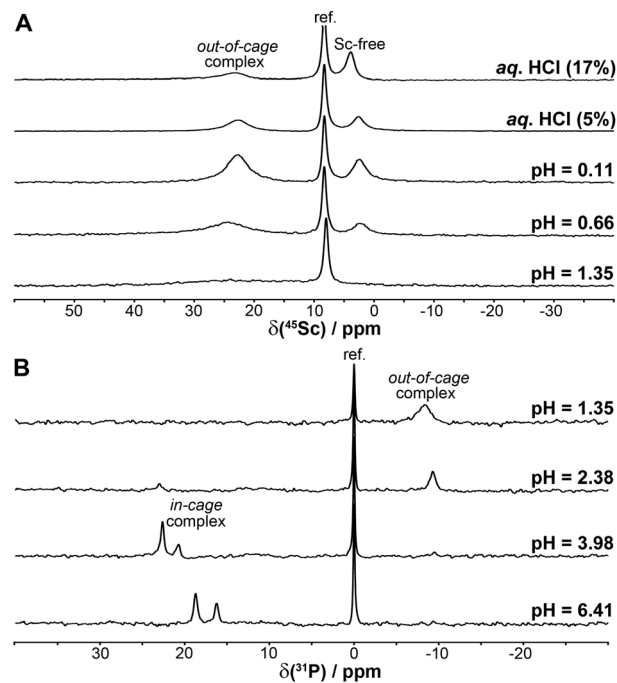 A
ref.
out-of-cage
complex
Sc-free
aq. HCl (17%)
aq. HCl (5%)
pH = 0.11
pH = 0.66
pH = 1.35
50 40 30 20 10 0 -10 -20 -30
δ(⁴⁵Sc) / ppm
B
ref.
out-of-cage
complex
pH = 1.35
pH = 2.38
in-cage
complex
pH = 3.98
pH = 6.41
30 20 10 0 -10 -20
δ(³¹P) / ppm